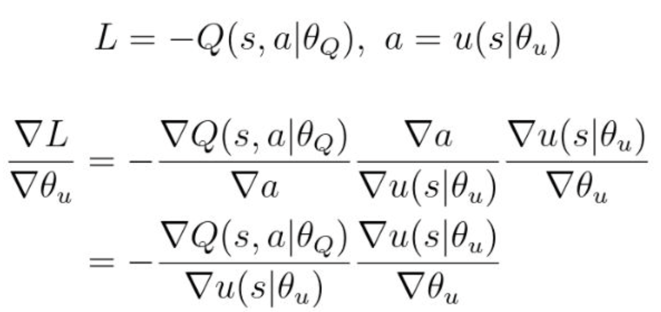 L = −Q(s, a|θ_Q), a = u(s|θ_u)
∇L/∇θ_u = − ∇Q(s, a|θ_Q)/∇a ∇a/∇u(s|θ_u) ∇u(s|θ_u)/∇θ_u
= − ∇Q(s, a|θ_Q)/∇u(s|θ_u) ∇u(s|θ_u)/∇θ_u